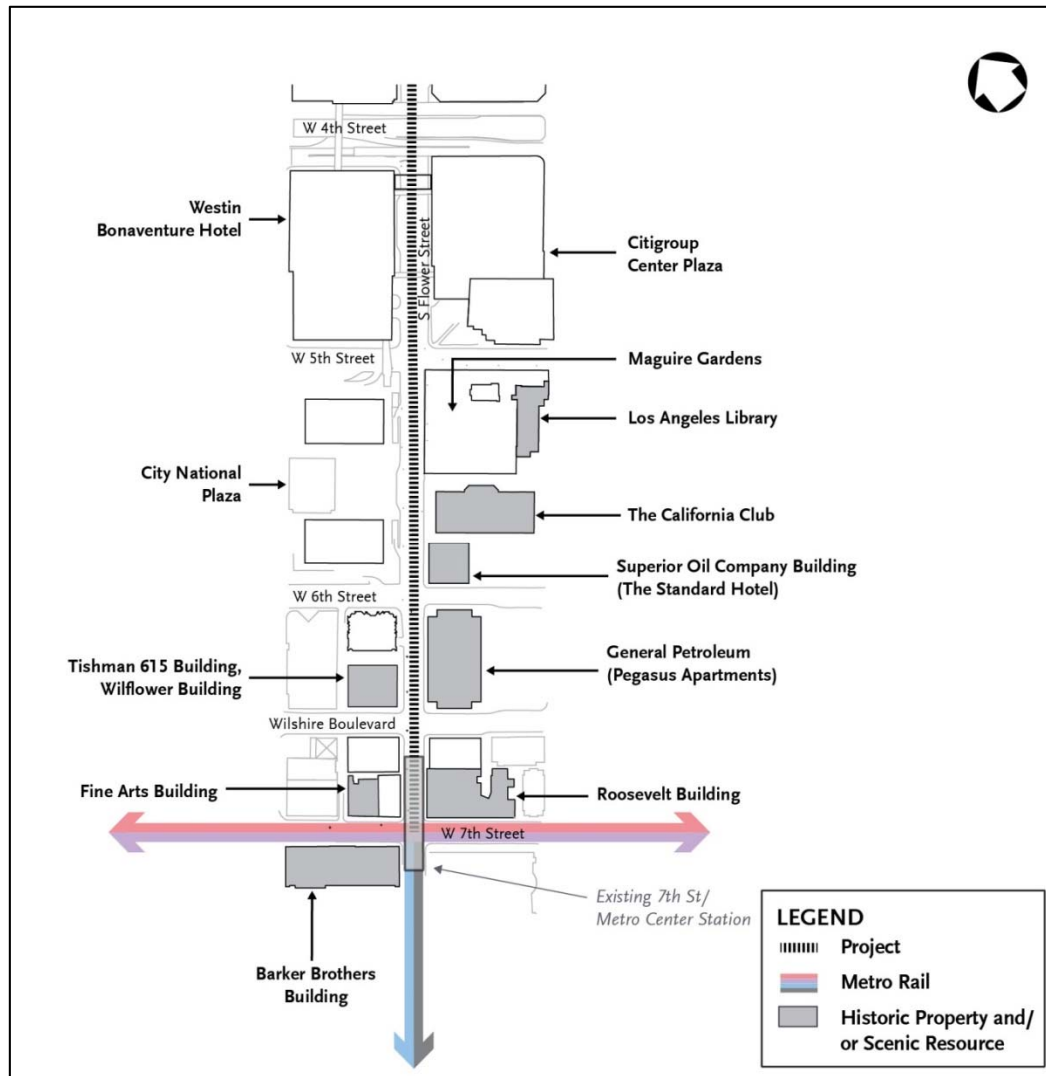 W 4th Street
Westin
Bonaventure Hotel
S Flower Street
Citigroup
Center Plaza
W 5th Street
Maguire Gardens
Los Angeles Library
City National
Plaza
The California Club
Superior Oil Company Building
(The Standard Hotel)
W 6th Street
General Petroleum
(Pegasus Apartments)
Tishman 615 Building,
Wilflower Building
Wilshire Boulevard
Fine Arts Building
Roosevelt Building
W 7th Street
Existing 7th St/
Metro Center Station
Barker Brothers
Building
LEGEND
Project
Metro Rail
Historic Property and/
or Scenic Resource